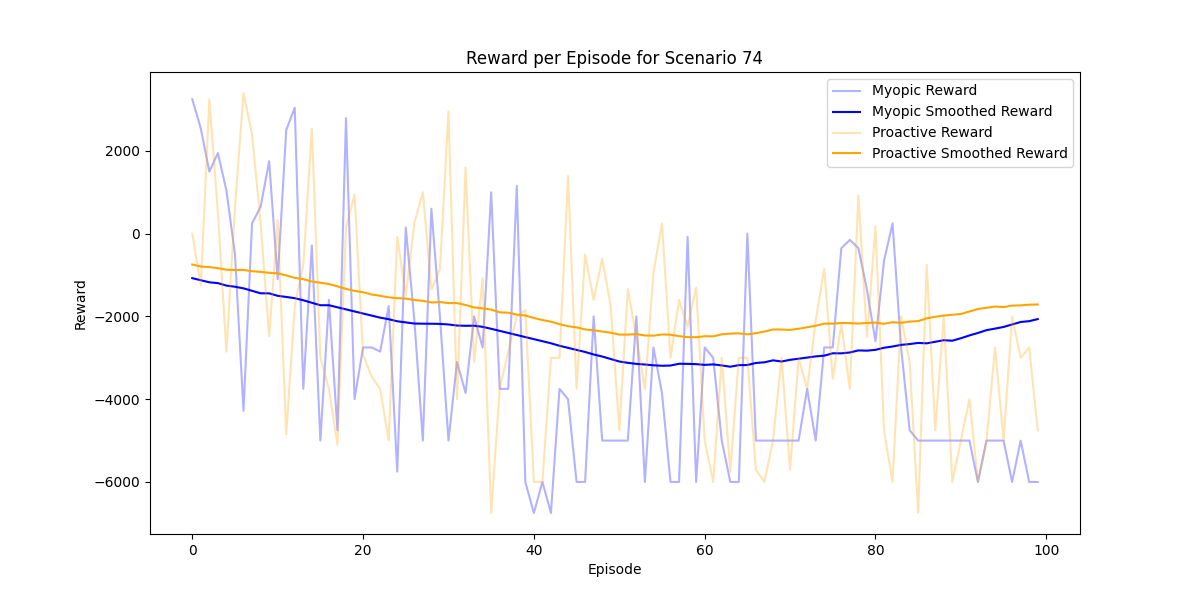 Reward per Episode for Scenario 74
Myopic Reward
Myopic Smoothed Reward
Proactive Reward
Proactive Smoothed Reward
Reward
2000
0
−2000
−4000
−6000
0 20 40 60 80 100
Episode